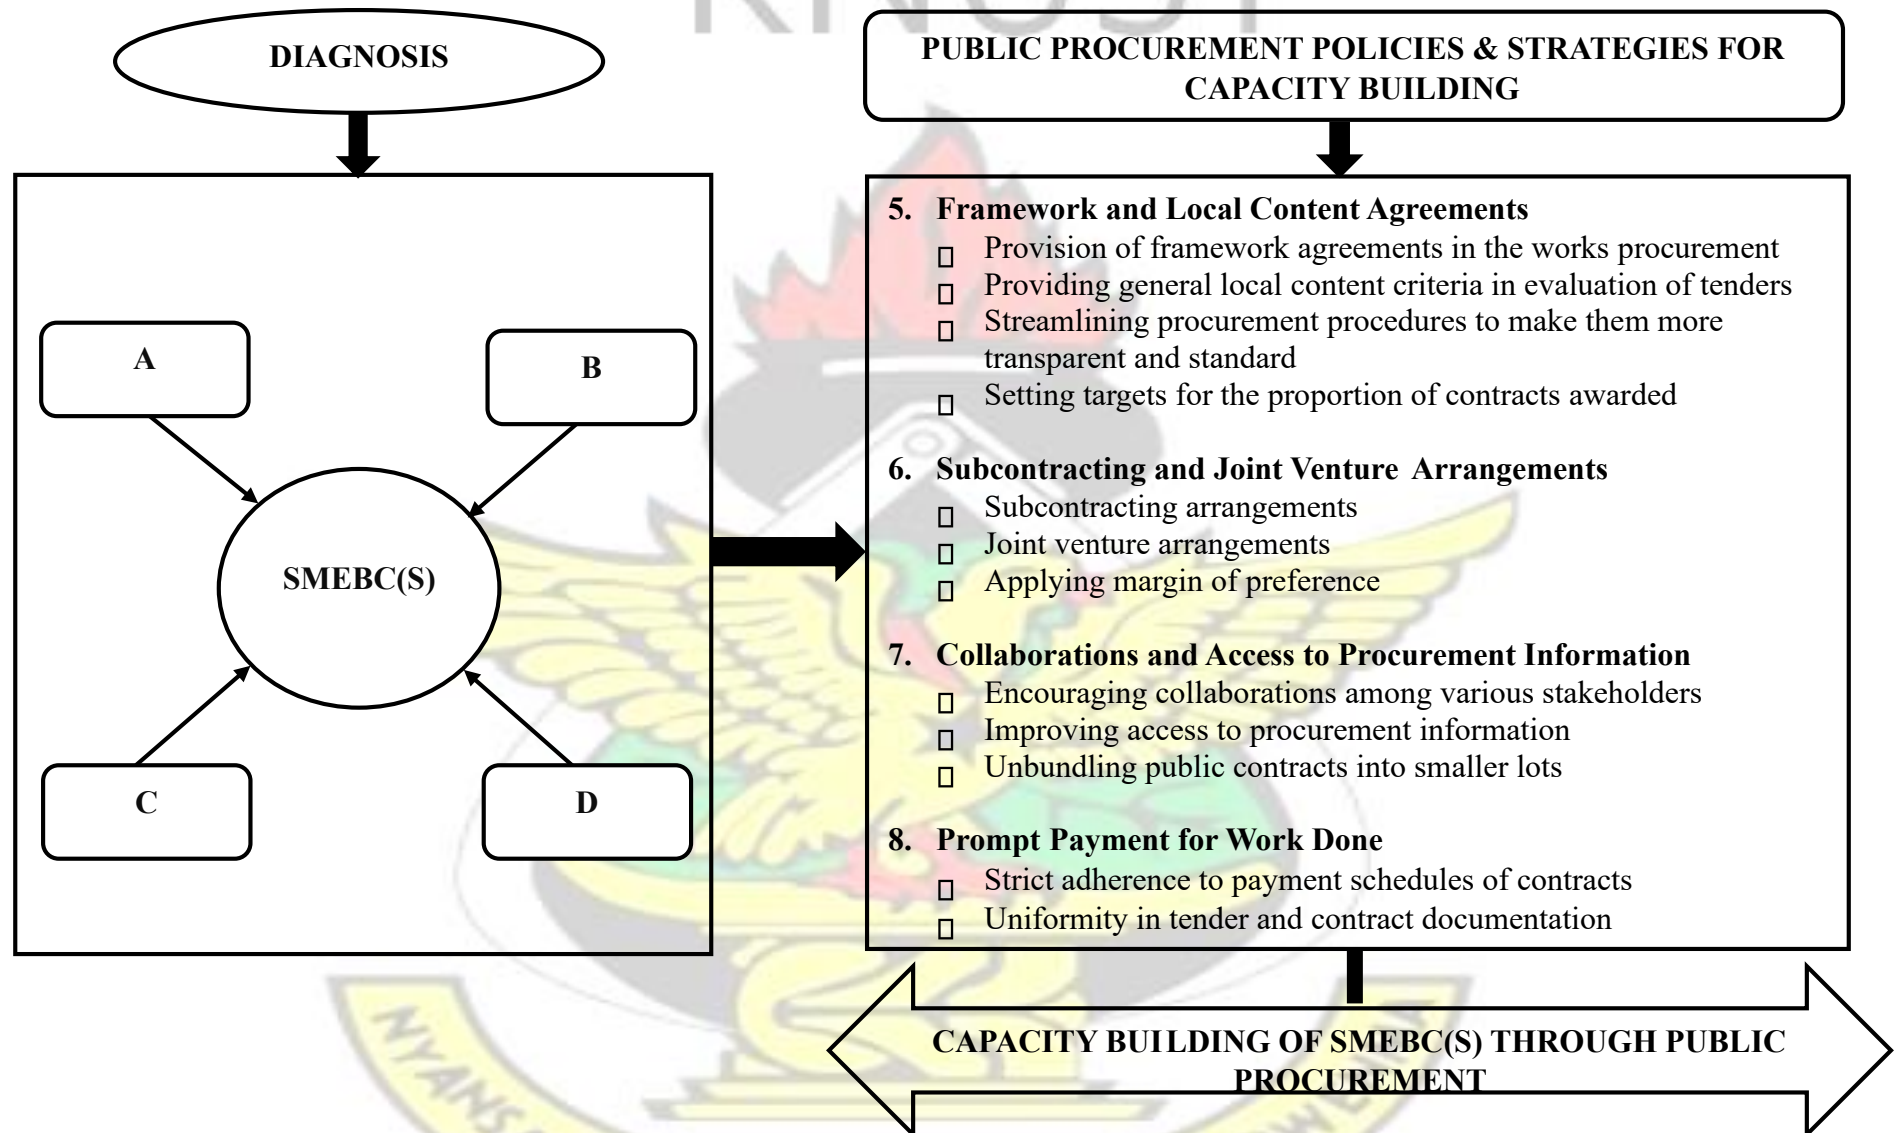 KNUST
DIAGNOSIS
A
B
SMEBC(S)
C
D
PUBLIC PROCUREMENT POLICIES & STRATEGIES FOR
CAPACITY BUILDING
5. Framework and Local Content Agreements
Provision of framework agreements in the works procurement
Providing general local content criteria in evaluation of tenders
Streamlining procurement procedures to make them more
transparent and standard
Setting targets for the proportion of contracts awarded
6. Subcontracting and Joint Venture Arrangements
Subcontracting arrangements
Joint venture arrangements
Applying margin of preference
7. Collaborations and Access to Procurement Information
Encouraging collaborations among various stakeholders
Improving access to procurement information
Unbundling public contracts into smaller lots
8. Prompt Payment for Work Done
Strict adherence to payment schedules of contracts
Uniformity in tender and contract documentation
CAPACITY BUILDING OF SMEBC(S) THROUGH PUBLIC
PROCUREMENT